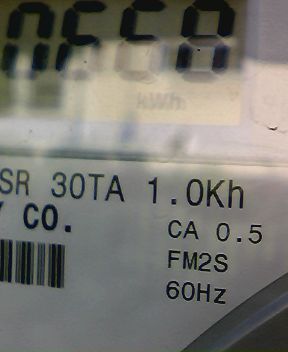 kWh
SR 30TA 1.0Kh
Y CO.
CA 0.5
FM2S
60Hz